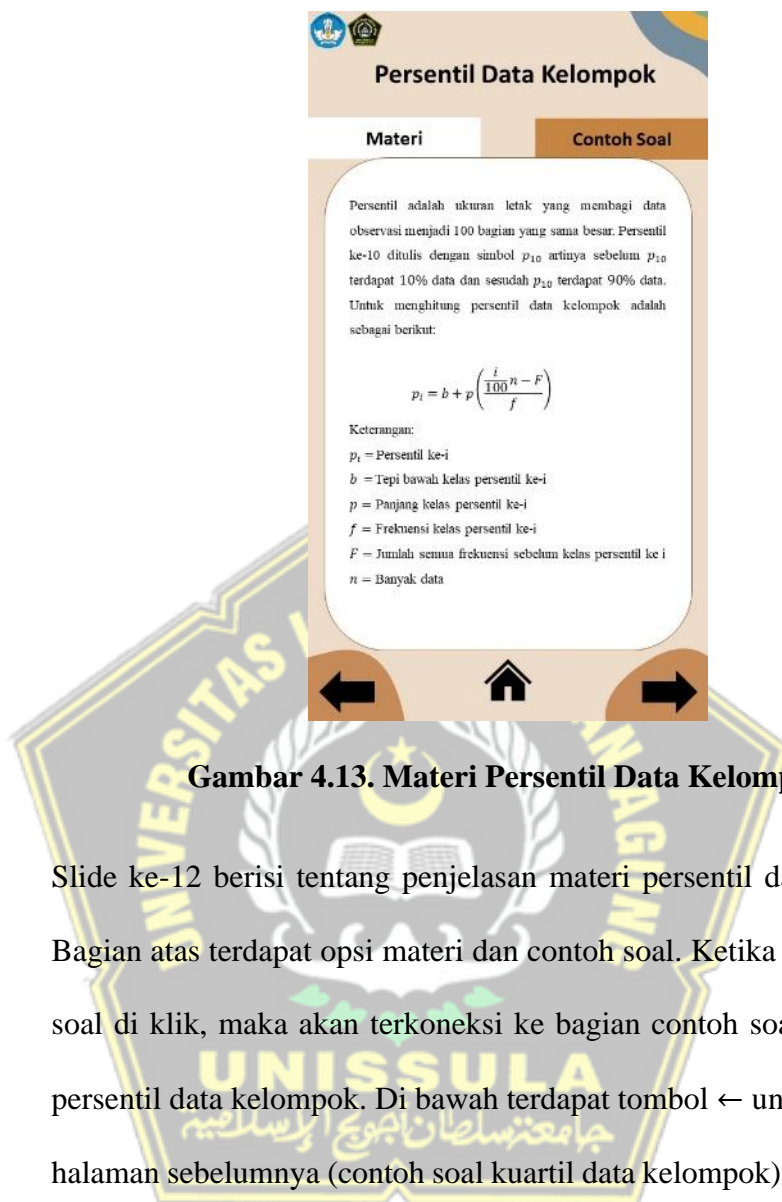 Persentil Data Kelompok
Materi
Contoh Soal
Persentil adalah ukuran letak yang membagi data
observasi menjadi 100 bagian yang sama besar. Persentil
ke-10 ditulis dengan simbol p₁₀ artinya sebelum p₁₀
terdapat 10% data dan sesudah p₁₀ terdapat 90% data.
Untuk menghitung persentil data kelompok adalah
sebagai berikut:
pᵢ = b + p((i/100 n − F)/f)
Keterangan:
pᵢ = Persentil ke-i
b = Tepi bawah kelas persentil ke-i
p = Panjang kelas persentil ke-i
f = Frekuensi kelas persentil ke-i
F = Jumlah semua frekuensi sebelum kelas persentil ke i
n = Banyak data
Gambar 4.13. Materi Persentil Data Kelomp
Slide ke-12 berisi tentang penjelasan materi persentil da
Bagian atas terdapat opsi materi dan contoh soal. Ketika
soal di klik, maka akan terkoneksi ke bagian contoh soa
persentil data kelompok. Di bawah terdapat tombol ← un
halaman sebelumnya (contoh soal kuartil data kelompok)
UNISSULA